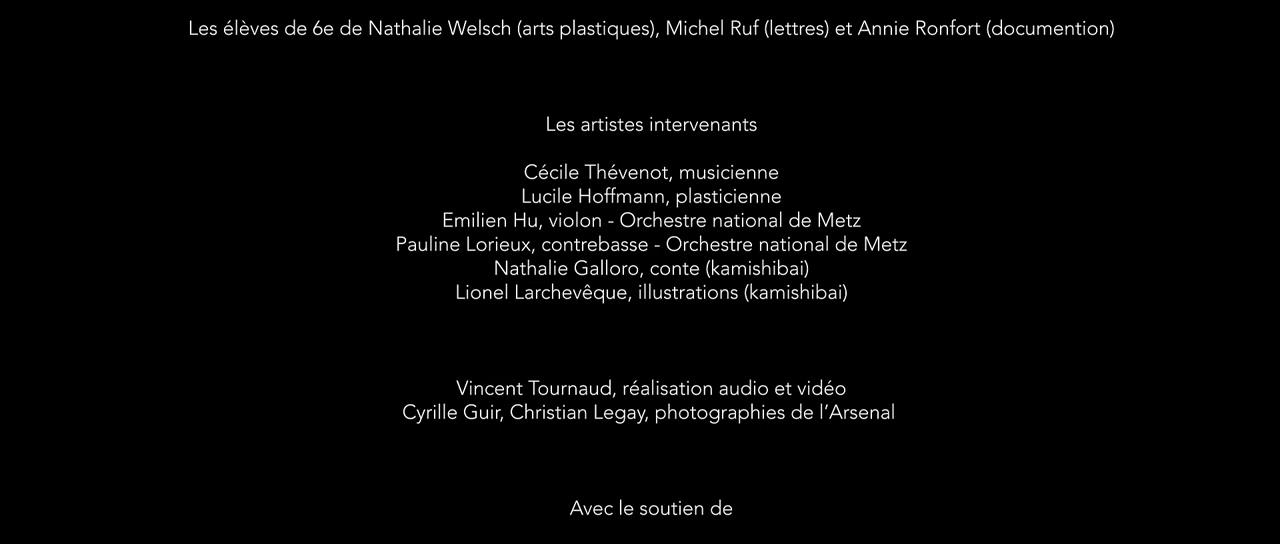 Les élèves de 6e de Nathalie Welsch (arts plastiques), Michel Ruf (lettres) et Annie Ronfort (documention)
Les artistes intervenants
Cécile Thévenot, musicienne
Lucile Hoffmann, plasticienne
Emilien Hu, violon - Orchestre national de Metz
Pauline Lorieux, contrebasse - Orchestre national de Metz
Nathalie Galloro, conte (kamishibai)
Lionel Larchevêque, illustrations (kamishibai)
Vincent Tournaud, réalisation audio et vidéo
Cyrille Guir, Christian Legay, photographies de l’Arsenal
Avec le soutien de